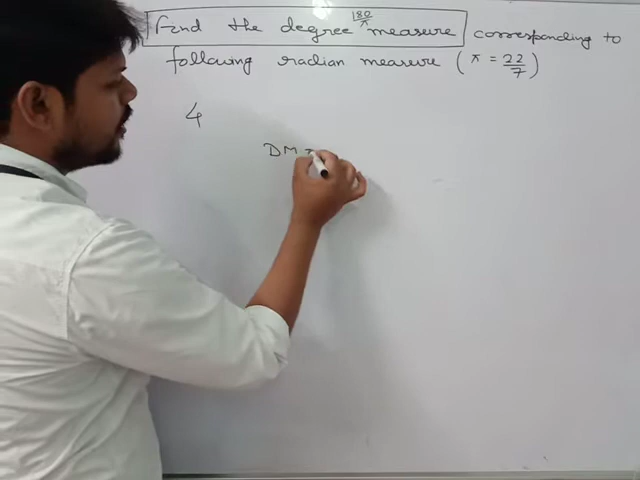 Find the degree 180/π measure corresponding to
following radian measure ( π = 22/7 )
4
DM =